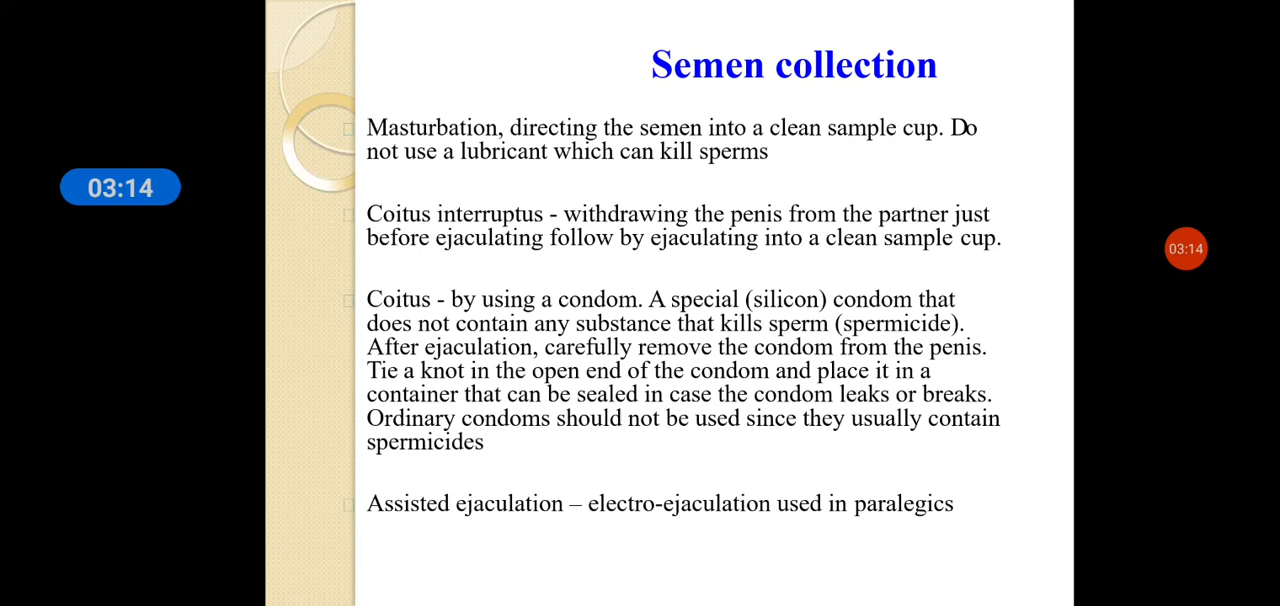 Semen collection
Masturbation, directing the semen into a clean sample cup. Do
not use a lubricant which can kill sperms
03:14
Coitus interruptus - withdrawing the penis from the partner just
before ejaculating follow by ejaculating into a clean sample cup.
03:14
Coitus - by using a condom. A special (silicon) condom that
does not contain any substance that kills sperm (spermicide).
After ejaculation, carefully remove the condom from the penis.
Tie a knot in the open end of the condom and place it in a
container that can be sealed in case the condom leaks or breaks.
Ordinary condoms should not be used since they usually contain
spermicides
Assisted ejaculation – electro-ejaculation used in paralegics